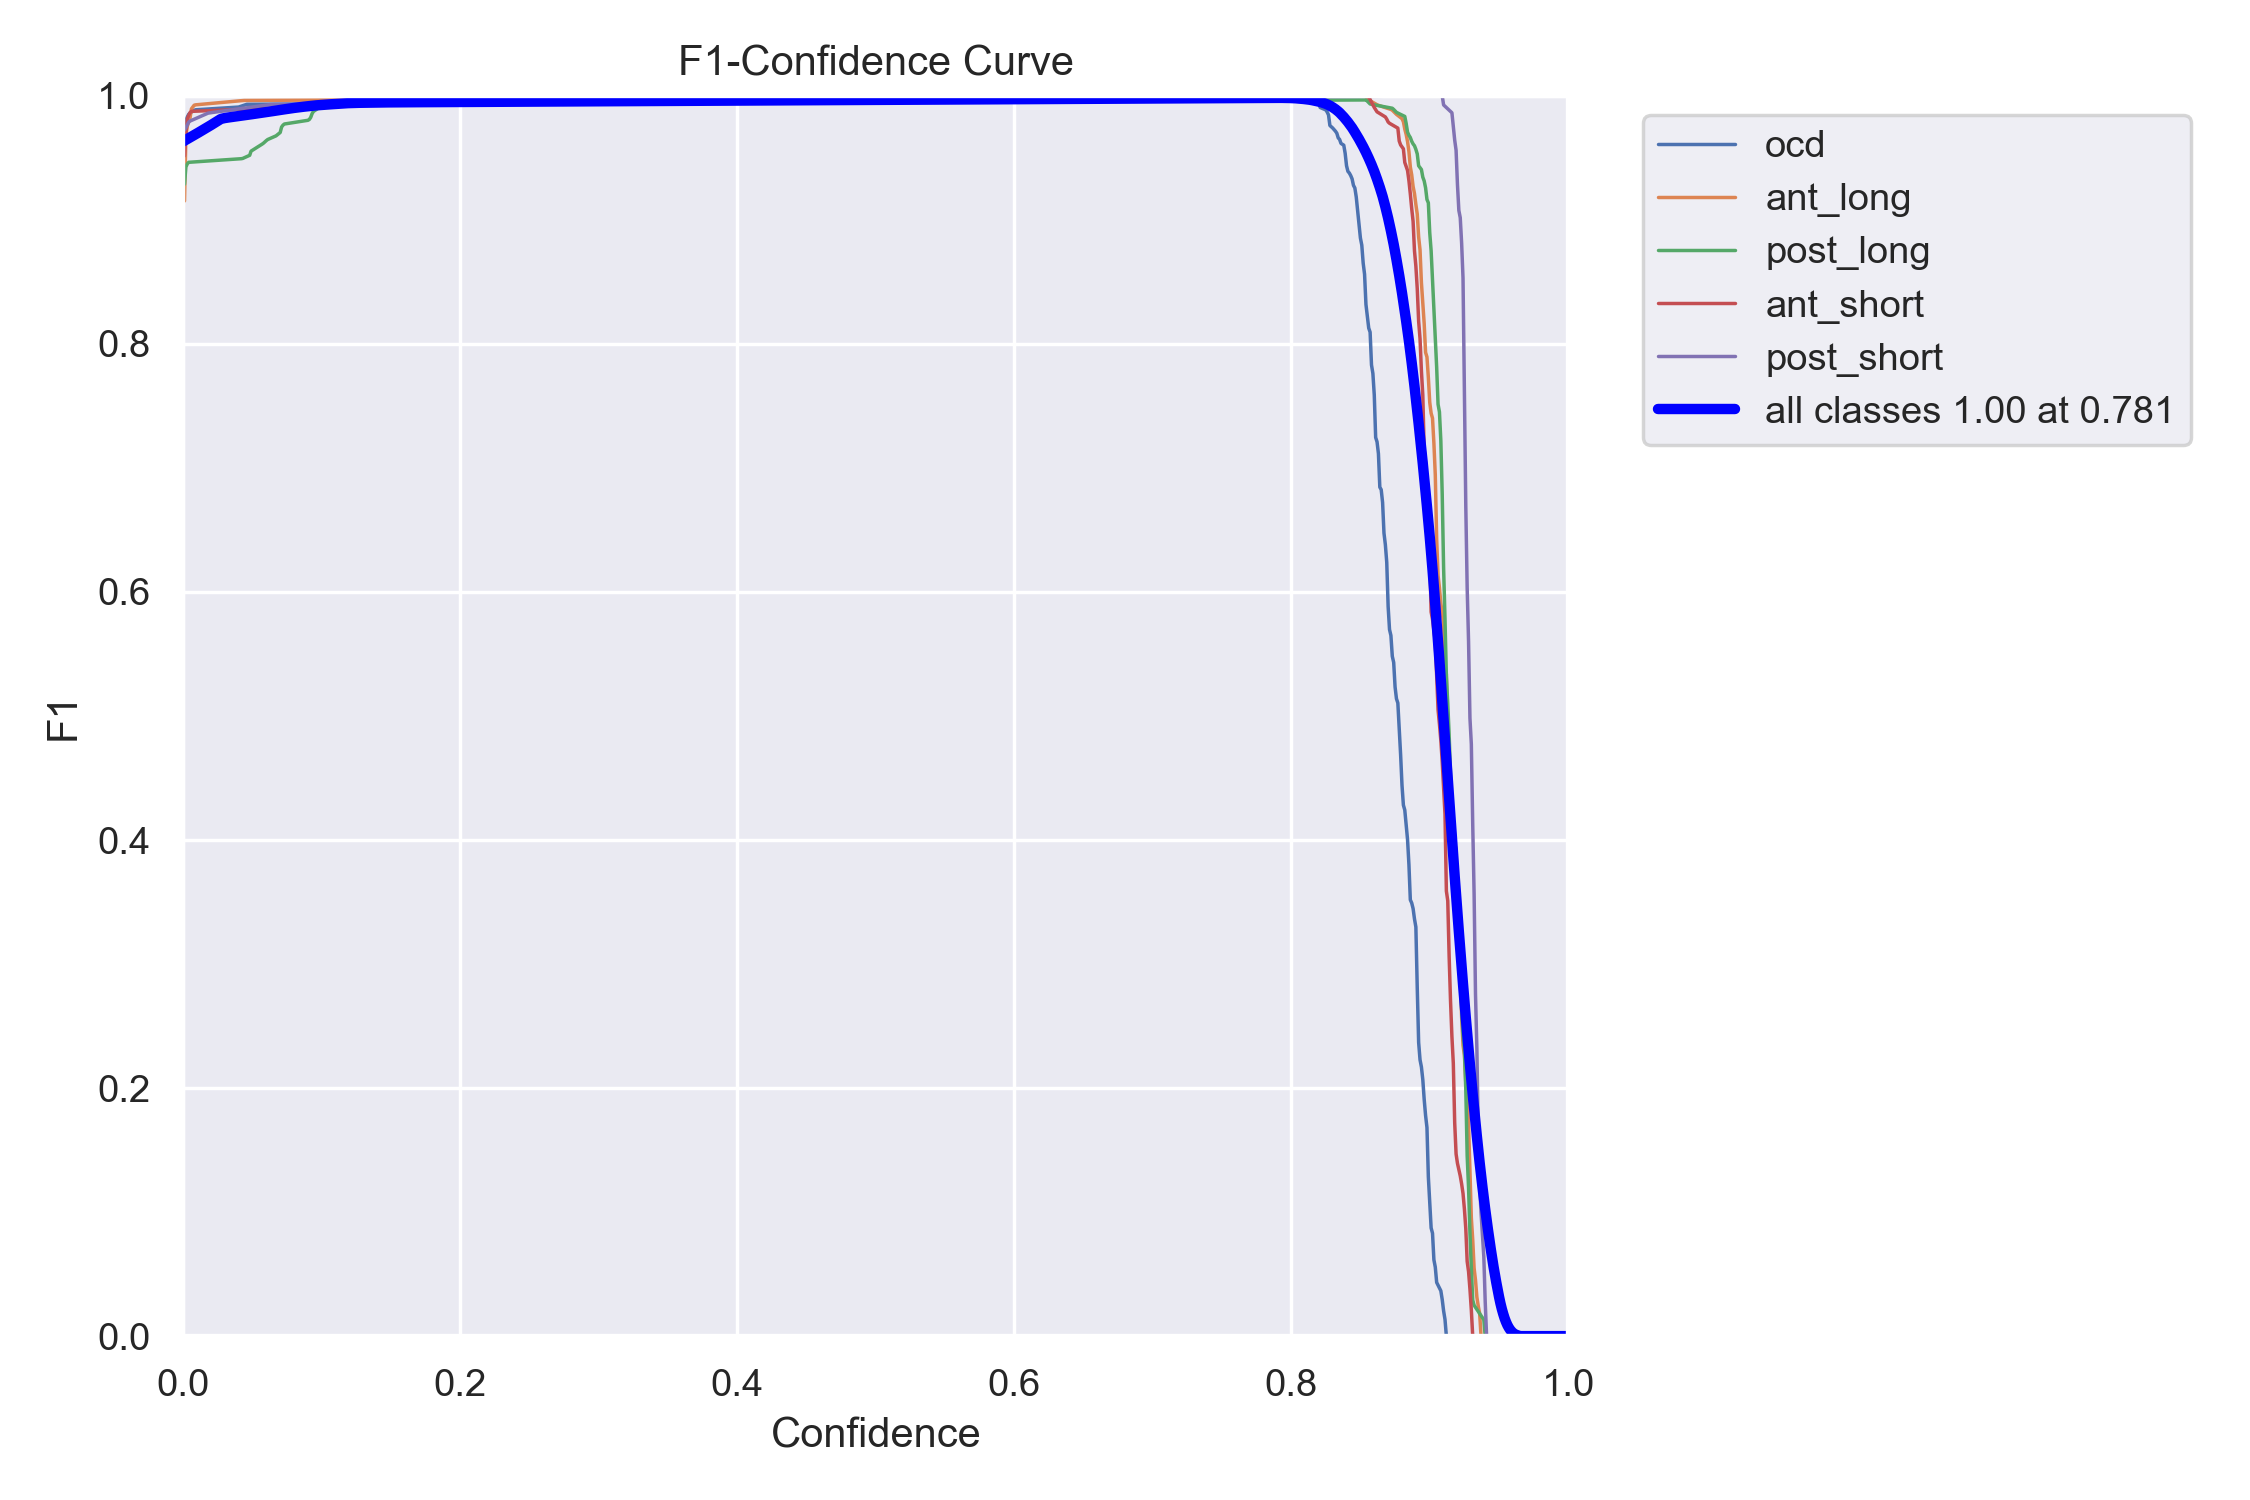 F1-Confidence Curve
1.0
0.8
0.6
0.4
0.2
0.0
F1
0.0 0.2 0.4 0.6 0.8 1.0
Confidence
ocd
ant_long
post_long
ant_short
post_short
all classes 1.00 at 0.781